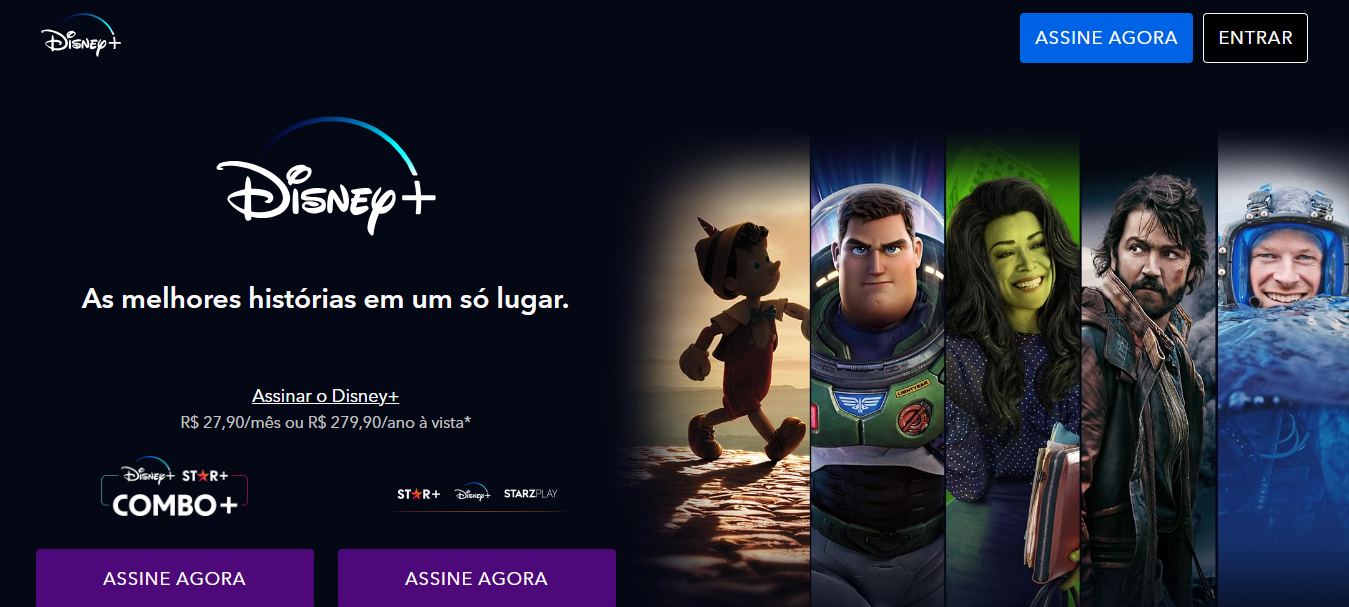 Disney+
ASSINE AGORA
ENTRAR
Disney+
As melhores histórias em um só lugar.
Assinar o Disney+
R$ 27,90/mês ou R$ 279,90/ano à vista*
Disney+ STAR+
COMBO+
STAR+ Disney+ STARZPLAY
ASSINE AGORA
ASSINE AGORA
LIGHTYEAR